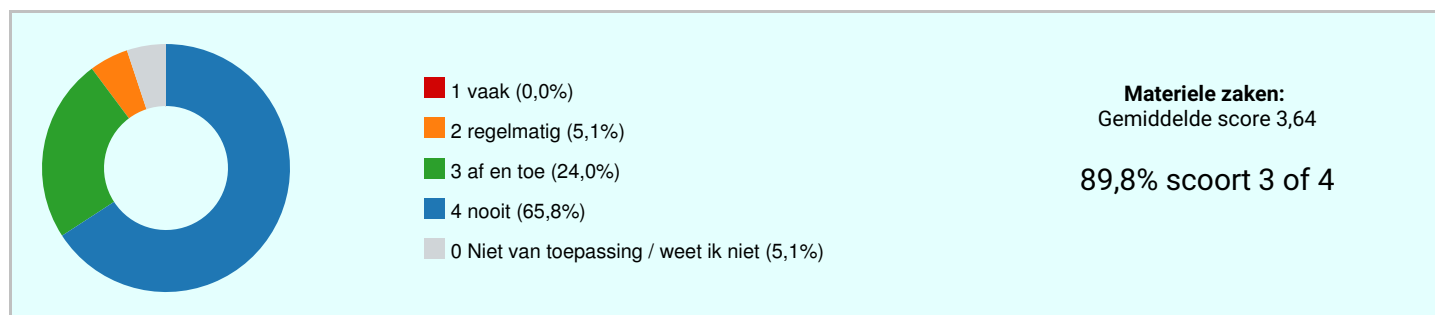 1 vaak (0,0%)
2 regelmatig (5,1%)
3 af en toe (24,0%)
4 nooit (65,8%)
0 Niet van toepassing / weet ik niet (5,1%)
Materiele zaken:
Gemiddelde score 3,64
89,8% scoort 3 of 4